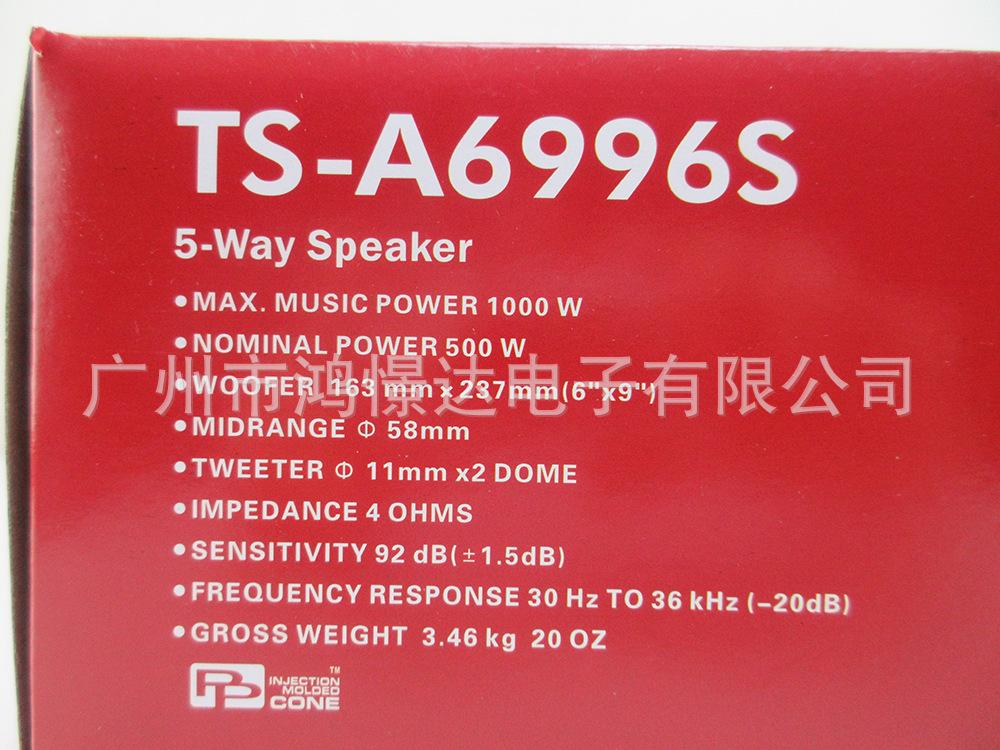 TS-A6996S
5-Way Speaker
•MAX. MUSIC POWER 1000 W
•NOMINAL POWER 500 W
广州市鸿憬达电子有限公司
•WOOFER 163 mm x 237mm(6"x9")
•MIDRANGE Φ 58mm
•TWEETER Φ 11mm x2 DOME
•IMPEDANCE 4 OHMS
•SENSITIVITY 92 dB(±1.5dB)
•FREQUENCY RESPONSE 30 Hz TO 36 kHz (-20dB)
•GROSS WEIGHT 3.46 kg 20 OZ
INJECTION TM
MOLDED
CONE